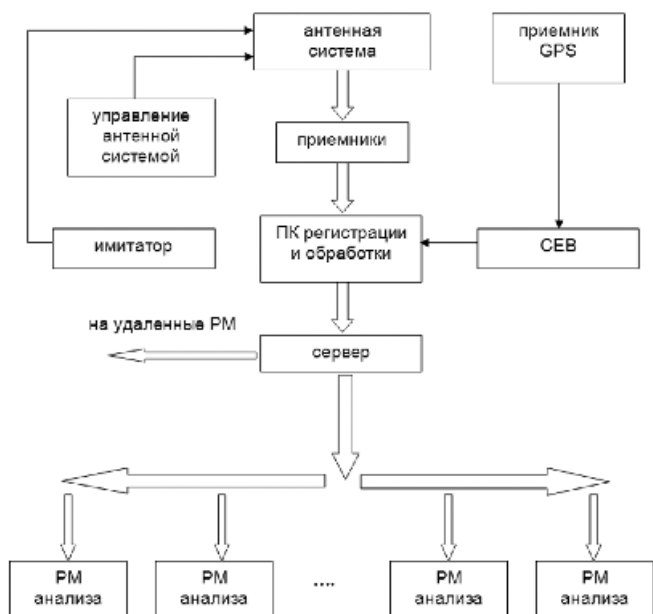 антенная
система
приемник
GPS
управление
антенной
системой
приемники
имитатор
ПК регистрации
и обработки
СЕВ
на удаленные РМ
сервер
РМ
анализа
РМ
анализа
....
РМ
анализа
РМ
анализа